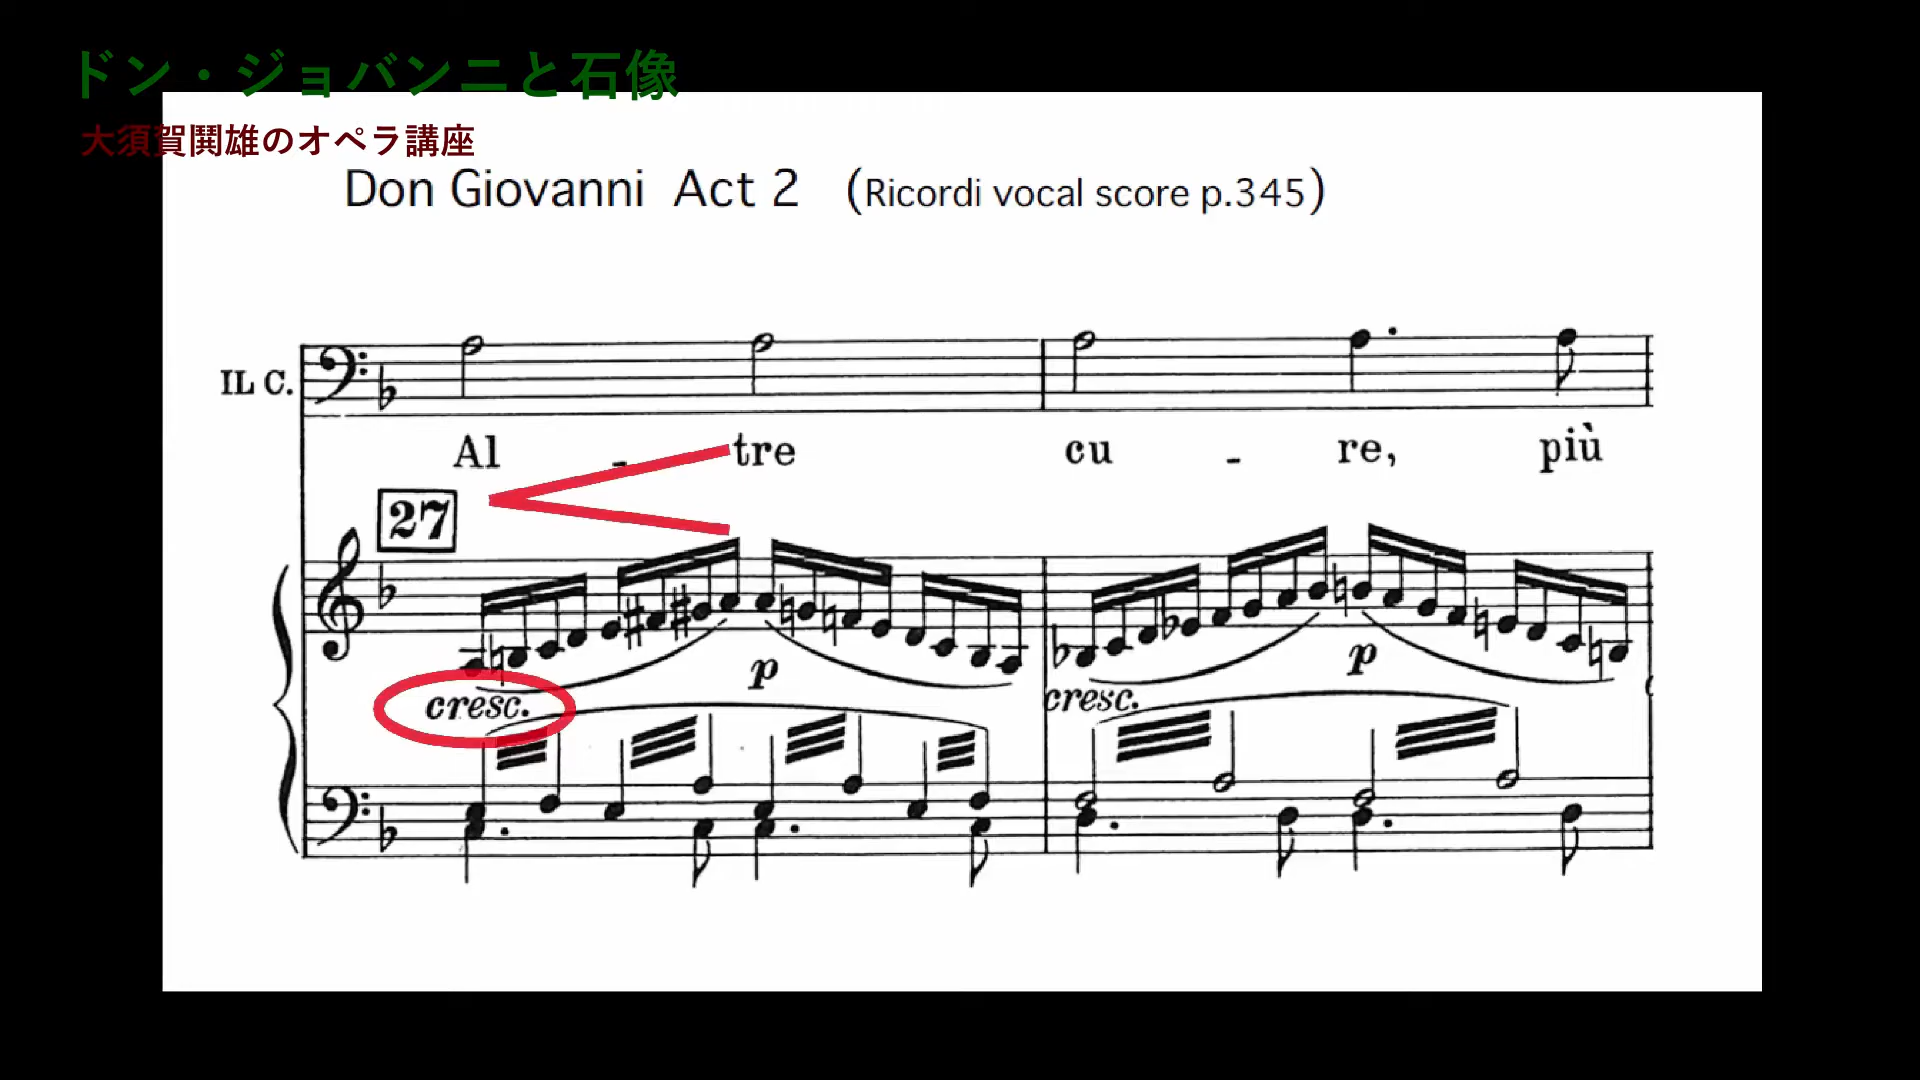 ドン・ジョバンニと石像
大須賀鬨雄のオペラ講座
Don Giovanni Act 2 (Ricordi vocal score p.345)
IL C.
Al - tre cu - re, più
27
p p
cresc. cresc.